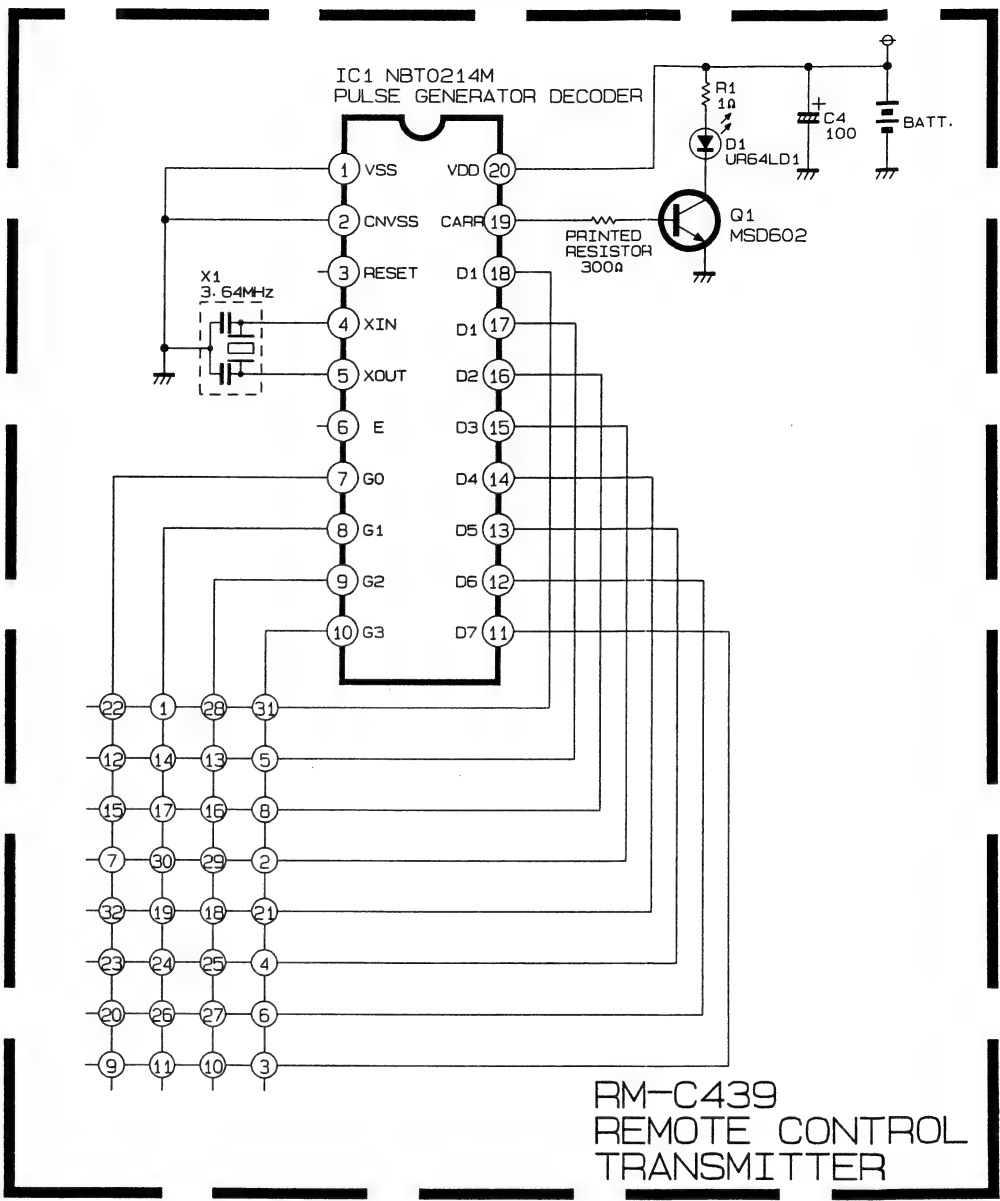 IC1 NBT0214M
PULSE GENERATOR DECODER
R1
1Ω
+
C4
100
BATT.
D1
UR64LD1
1 VSS VDD 20
2 CNVSS CARR 19
PRINTED
RESISTOR
300Ω
Q1
MSD602
3 RESET D1 18
X1
3.64MHz
4 XIN D1 17
5 XOUT D2 16
6 E D3 15
7 G0 D4 14
8 G1 D5 13
9 G2 D6 12
10 G3 D7 11
22 1 28 31
12 14 13 5
15 17 16 8
7 30 29 2
32 19 18 21
23 24 25 4
20 26 27 6
9 11 10 3
RM-C439
REMOTE CONTROL
TRANSMITTER